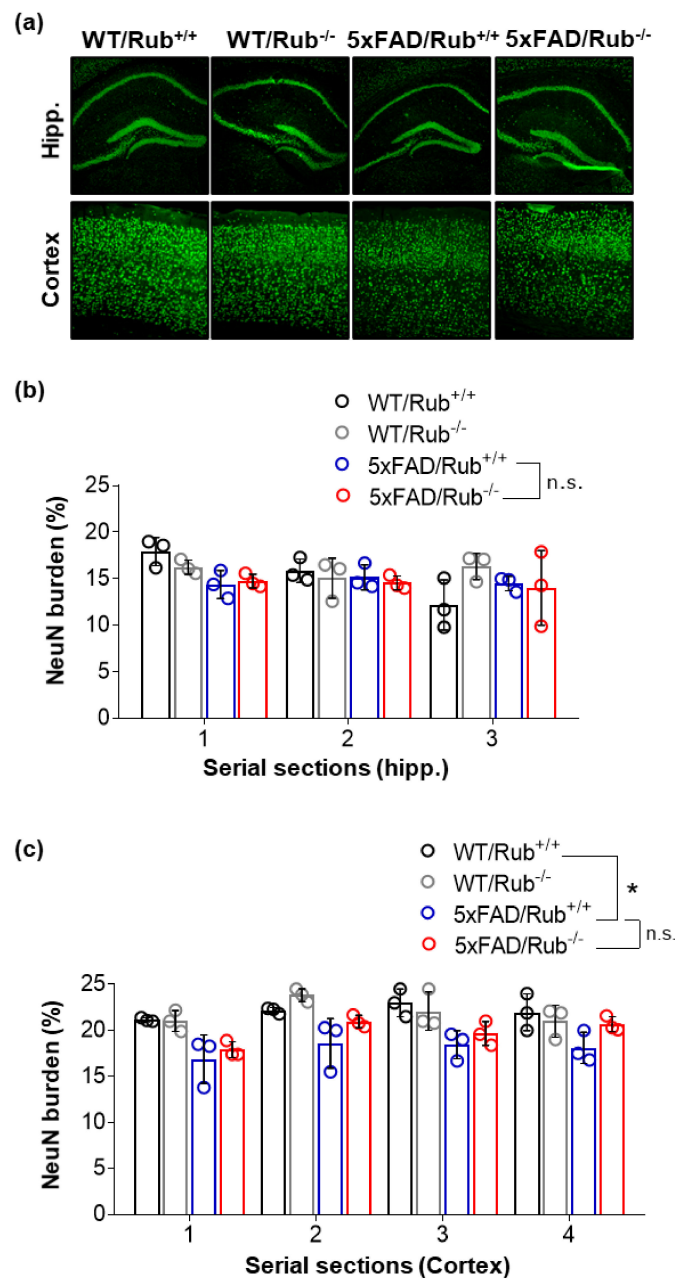 (a)
WT/Rub+/+ WT/Rub-/- 5xFAD/Rub+/+ 5xFAD/Rub-/-
Hipp.
Cortex
(b)
WT/Rub+/+
WT/Rub-/-
5xFAD/Rub+/+
5xFAD/Rub-/-
n.s.
NeuN burden (%)
25
20
15
10
5
0
1 2 3
Serial sections (hipp.)
(c)
WT/Rub+/+
WT/Rub-/-
5xFAD/Rub+/+
5xFAD/Rub-/-
*
n.s.
NeuN burden (%)
25
20
15
10
5
0
1 2 3 4
Serial sections (Cortex)